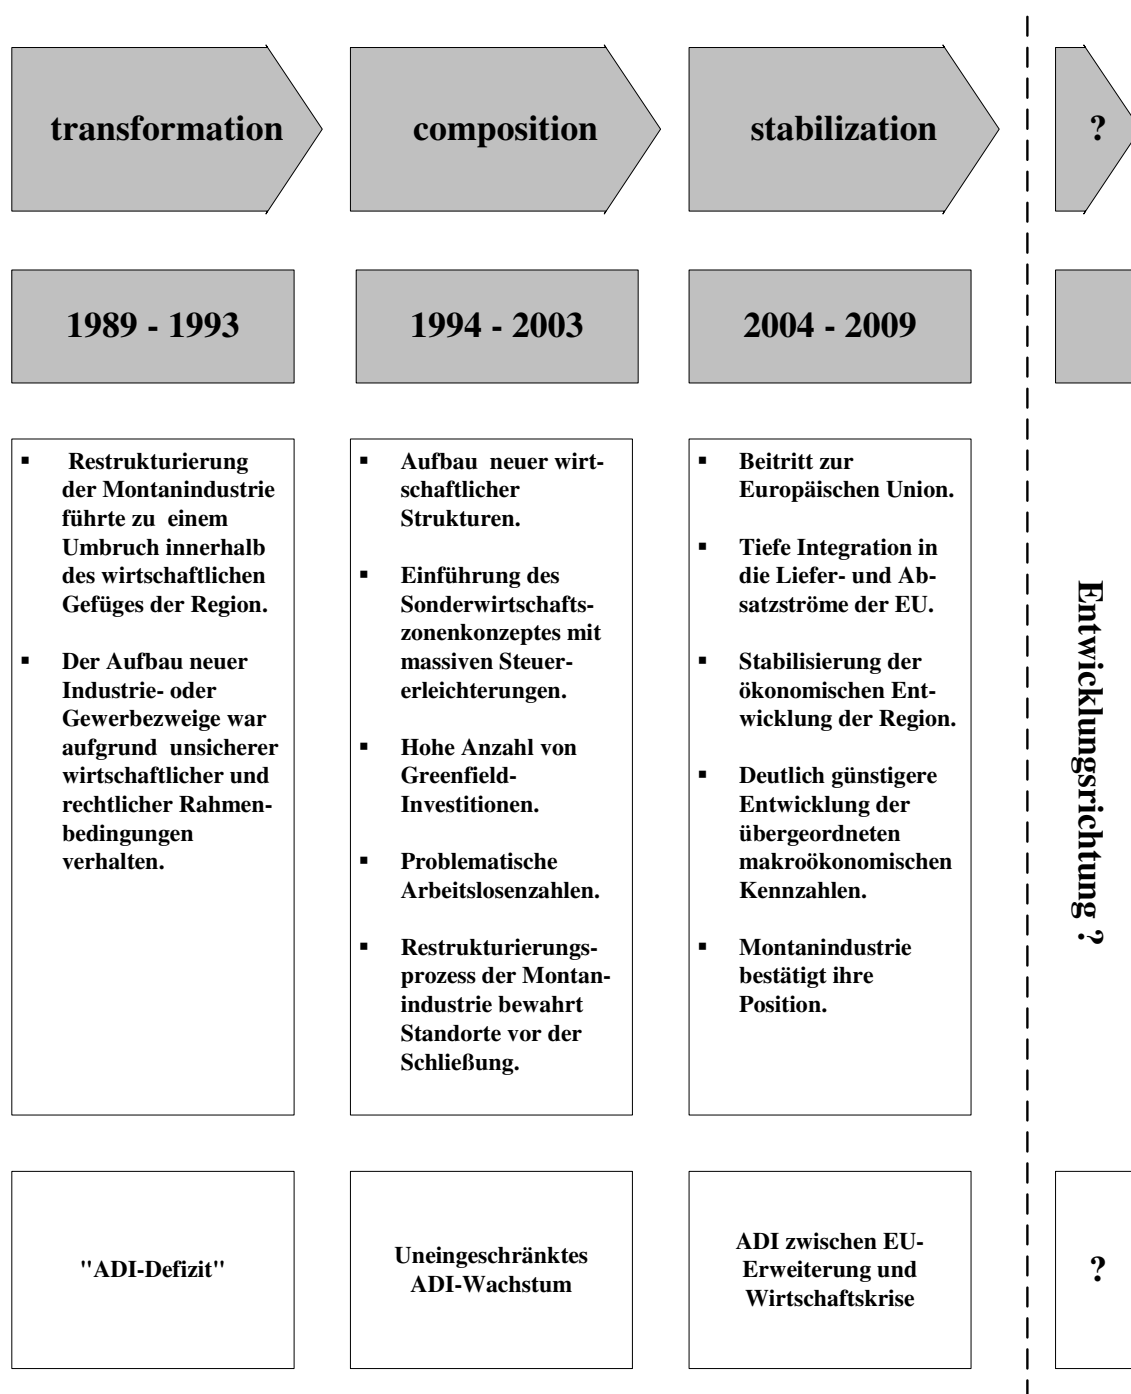 transformation
composition
stabilization
?
1989 - 1993
1994 - 2003
2004 - 2009
▪ Restrukturierung
der Montanindustrie
führte zu einem
Umbruch innerhalb
des wirtschaftlichen
Gefüges der Region.
▪ Der Aufbau neuer
Industrie- oder
Gewerbezweige war
aufgrund unsicherer
wirtschaftlicher und
rechtlicher Rahmen-
bedingungen
verhalten.
▪ Aufbau neuer wirt-
schaftlicher
Strukturen.
▪ Einführung des
Sonderwirtschafts-
zonenkonzeptes mit
massiven Steuer-
erleichterungen.
▪ Hohe Anzahl von
Greenfield-
Investitionen.
▪ Problematische
Arbeitslosenzahlen.
▪ Restrukturierungs-
prozess der Montan-
industrie bewahrt
Standorte vor der
Schließung.
▪ Beitritt zur
Europäischen Union.
▪ Tiefe Integration in
die Liefer- und Ab-
satzströme der EU.
▪ Stabilisierung der
ökonomischen Ent-
wicklung der Region.
▪ Deutlich günstigere
Entwicklung der
übergeordneten
makroökonomischen
Kennzahlen.
▪ Montanindustrie
bestätigt ihre
Position.
Entwicklungsrichtung ?
"ADI-Defizit"
Uneingeschränktes
ADI-Wachstum
ADI zwischen EU-
Erweiterung und
Wirtschaftskrise
?